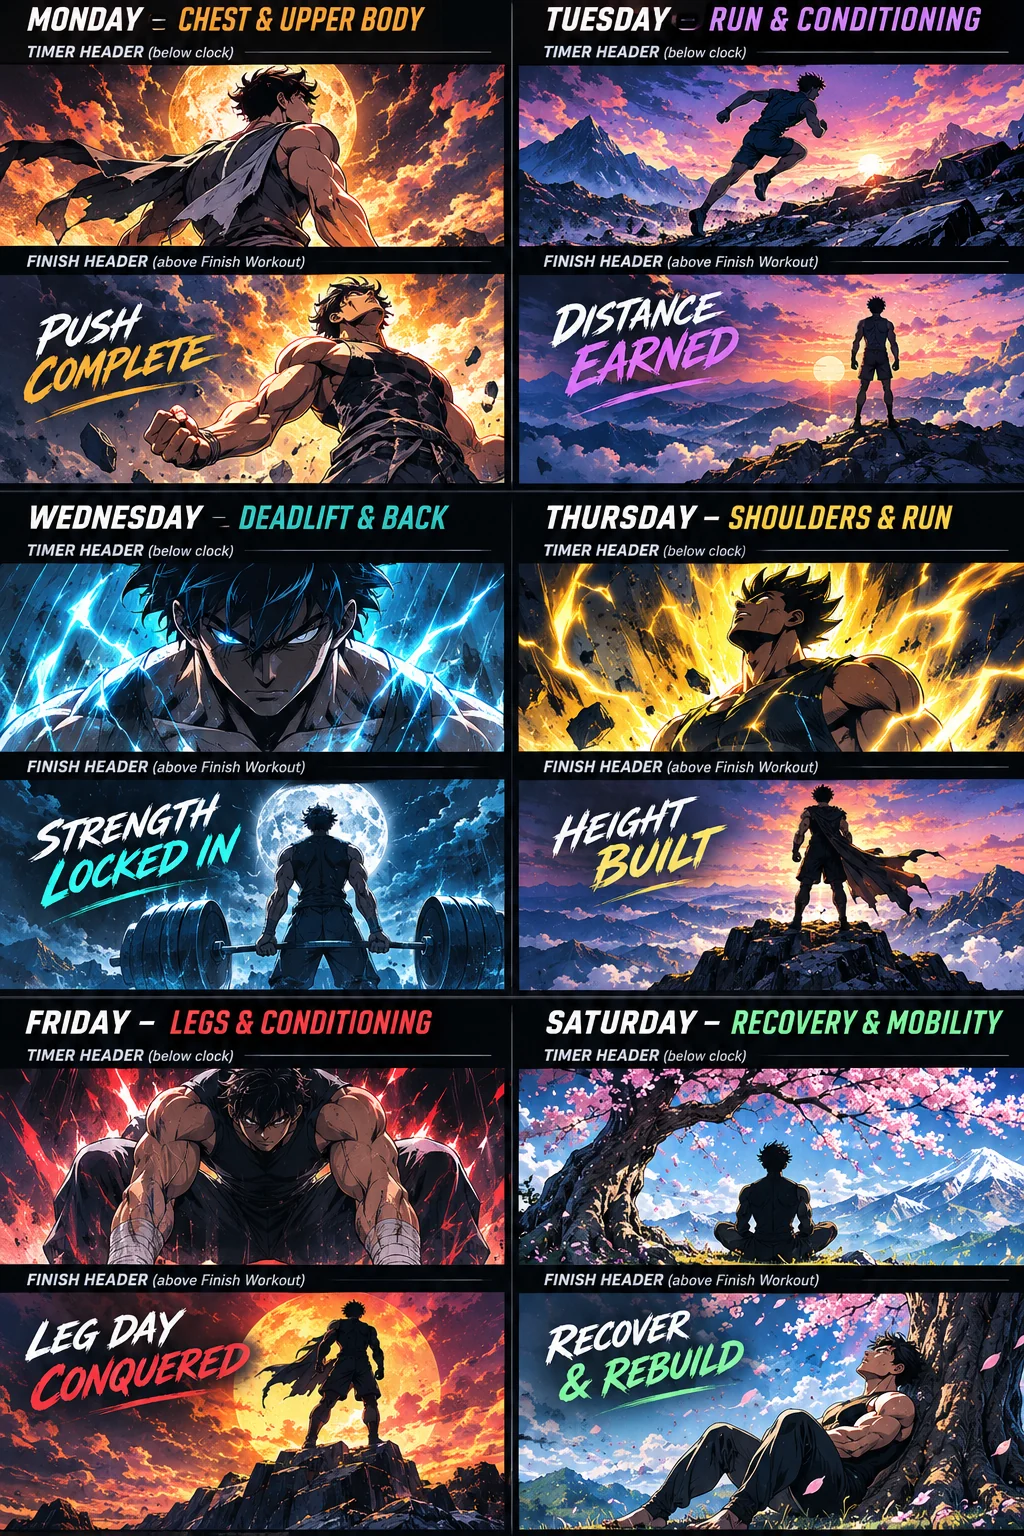 MONDAY – CHEST & UPPER BODY
TIMER HEADER (below clock)
FINISH HEADER (above Finish Workout)
PUSH
COMPLETE
TUESDAY – RUN & CONDITIONING
TIMER HEADER (below clock)
FINISH HEADER (above Finish Workout)
DISTANCE
EARNED
WEDNESDAY – DEADLIFT & BACK
TIMER HEADER (below clock)
FINISH HEADER (above Finish Workout)
STRENGTH
LOCKED IN
THURSDAY – SHOULDERS & RUN
TIMER HEADER (below clock)
FINISH HEADER (above Finish Workout)
HEIGHT
BUILT
FRIDAY – LEGS & CONDITIONING
TIMER HEADER (below clock)
FINISH HEADER (above Finish Workout)
LEG DAY
CONQUERED
SATURDAY – RECOVERY & MOBILITY
TIMER HEADER (below clock)
FINISH HEADER (above Finish Workout)
RECOVER
& REBUILD